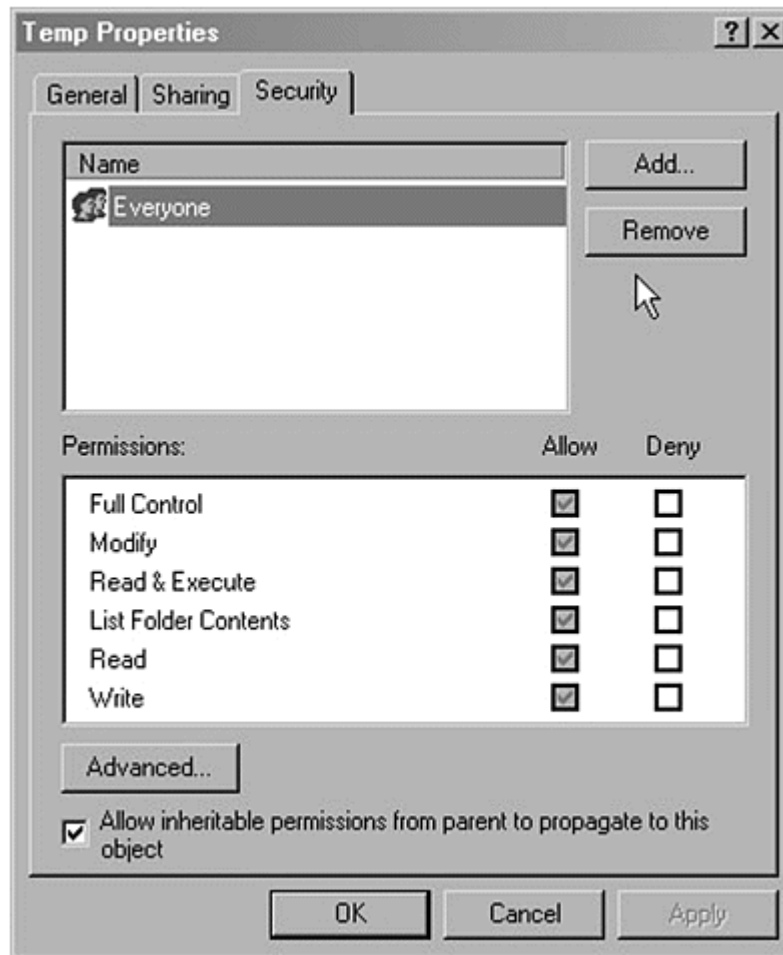 Temp Properties
General Sharing Security
Name
Add...
Everyone
Remove
Permissions: Allow Deny
Full Control
Modify
Read & Execute
List Folder Contents
Read
Write
Advanced...
Allow inheritable permissions from parent to propagate to this
object
OK Cancel Apply